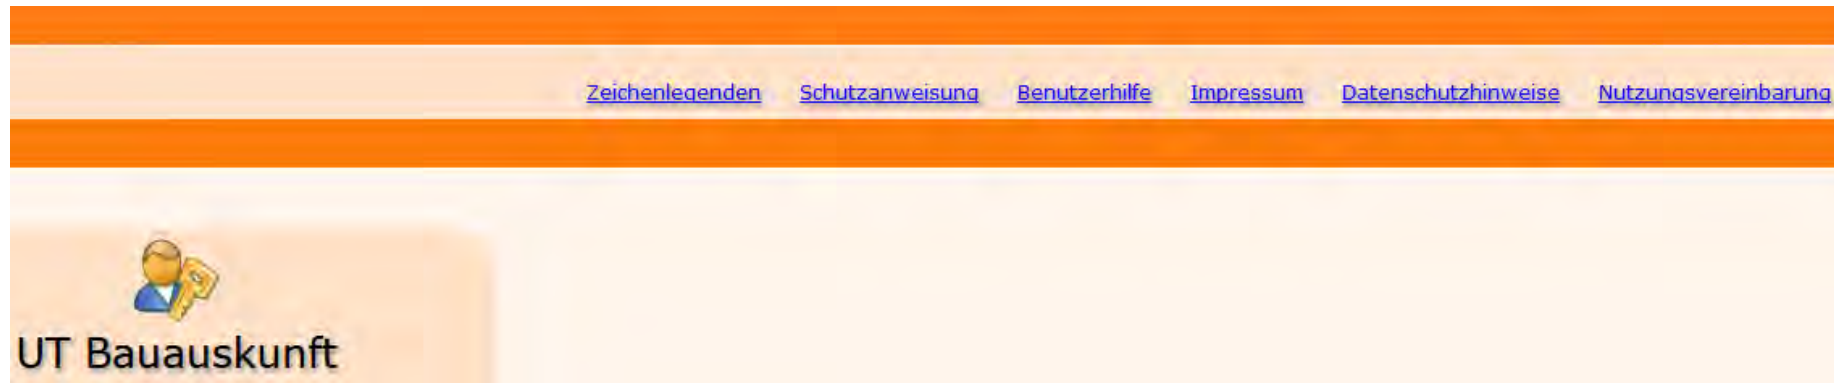 Zeichenlegenden Schutzanweisung Benutzerhilfe Impressum Datenschutzhinweise Nutzungsvereinbarung
UT Bauauskunft